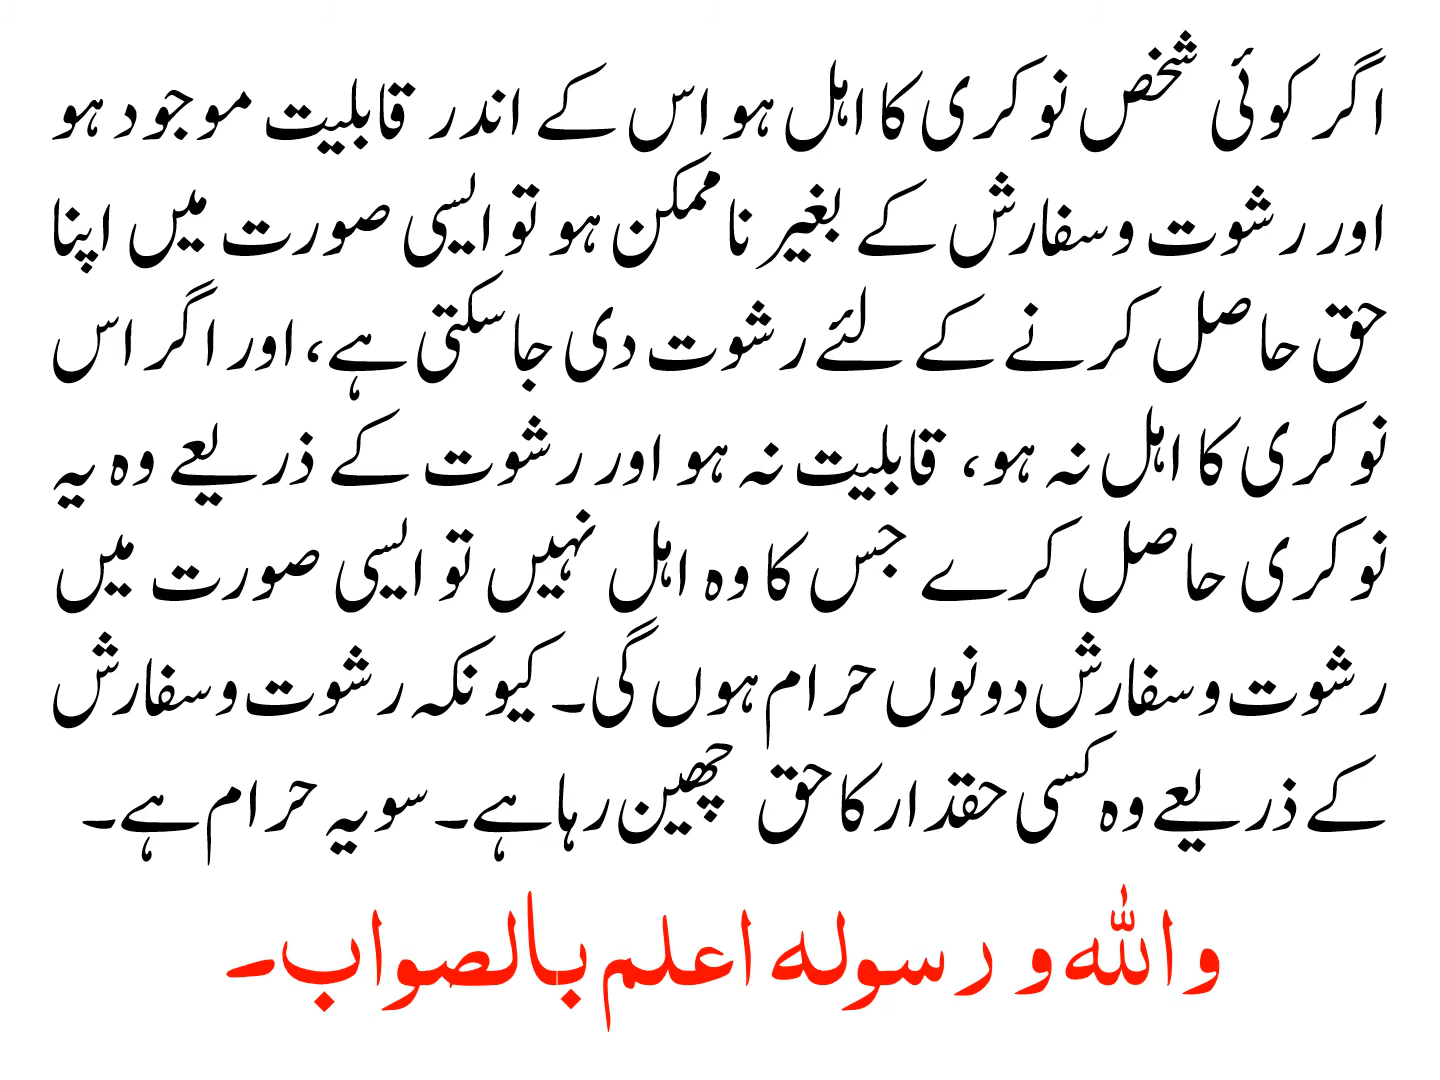 اگر کوئی شخص نوکری کا اہل ہو اس کے اندر قابلیت موجود ہو
اور رشوت وسفارش کے بغیر نا ممکن ہو تو ایسی صورت میں اپنا
حق حاصل کرنے کے لئے رشوت دی جاسکتی ہے، اور اگر اس
نوکری کا اہل نہ ہو، قابلیت نہ ہو اور رشوت کے ذریعے وہ یہ
نوکری حاصل کرے جس کا وہ اہل نہیں تو ایسی صورت میں
رشوت وسفارش دونوں حرام ہوں گی۔ کیونکہ رشوت وسفارش
کے ذریعے وہ کسی حقدار کا حق چھین رہا ہے۔ سو یہ حرام ہے۔
واللہ و رسولہ اعلم بالصواب۔